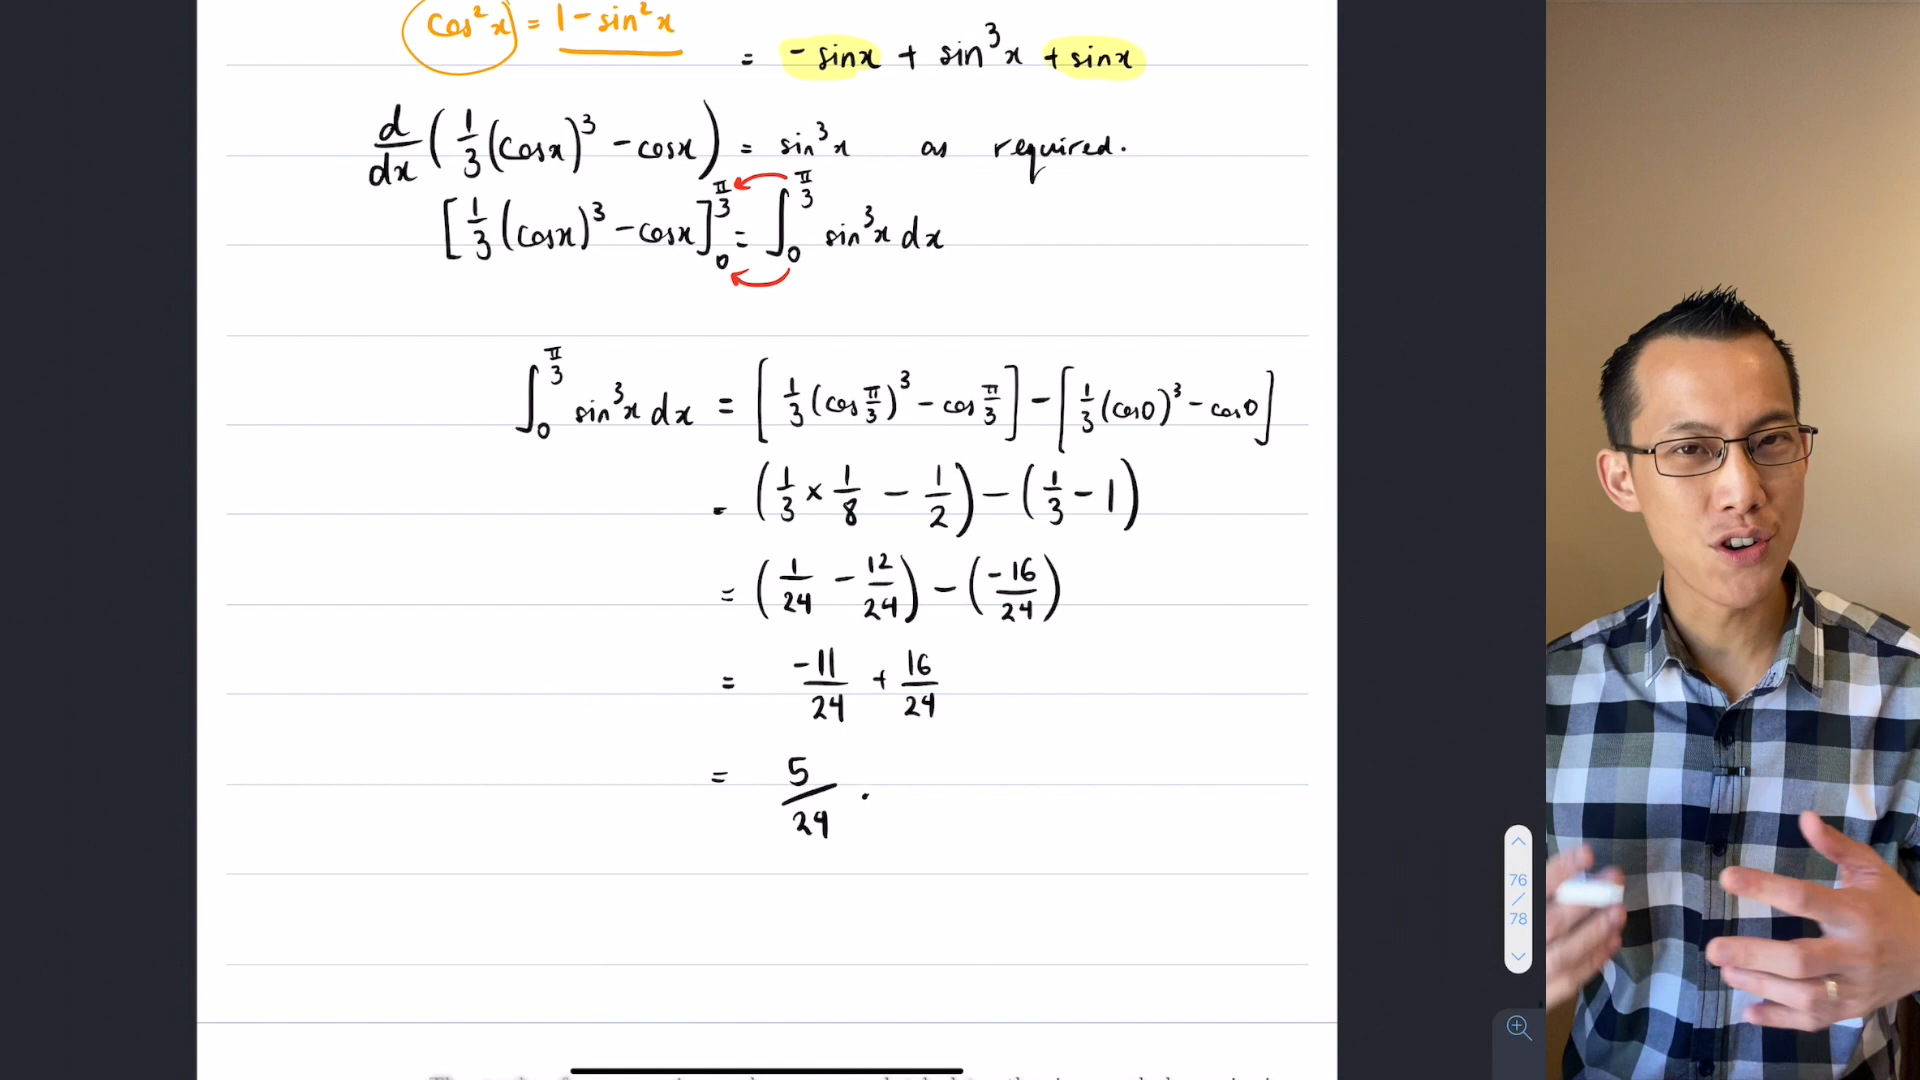 cos²x = 1 - sin²x
= - sinx + sin³x + sinx
d/dx (1/3 (cosx)³ - cosx) = sin³x as required.
[1/3 (cosx)³ - cosx]₀^(π/3) = ∫₀^(π/3) sin³x dx
∫₀^(π/3) sin³x dx = [1/3 (cos π/3)³ - cos π/3] - [1/3 (cos0)³ - cos0]
= (1/3 × 1/8 - 1/2) - (1/3 - 1)
= (1/24 - 12/24) - (-16/24)
= -11/24 + 16/24
= 5/24 .
76
/
78